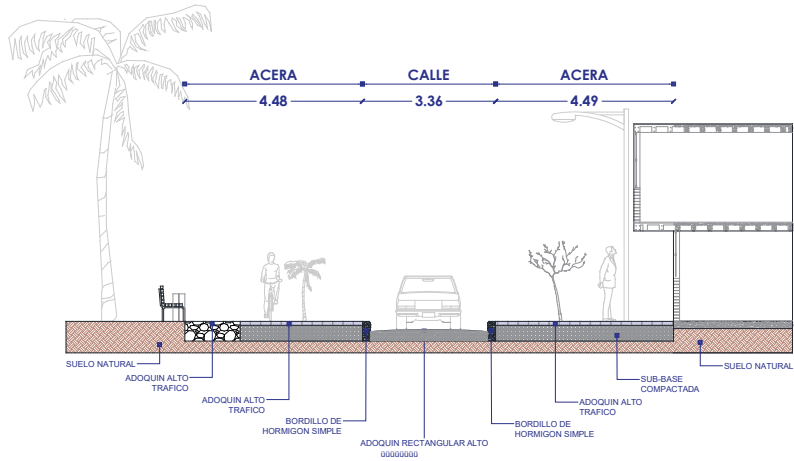 ACERA CALLE ACERA
4.48 3.36 4.49
SUELO NATURAL
ADOQUIN ALTO
TRAFICO
ADOQUIN ALTO
TRAFICO
BORDILLO DE
HORMIGON SIMPLE
ADOQUIN RECTANGULAR ALTO
BORDILLO DE
HORMIGON SIMPLE
ADOQUIN ALTO
TRAFICO
SUB-BASE
COMPACTADA
SUELO NATURAL